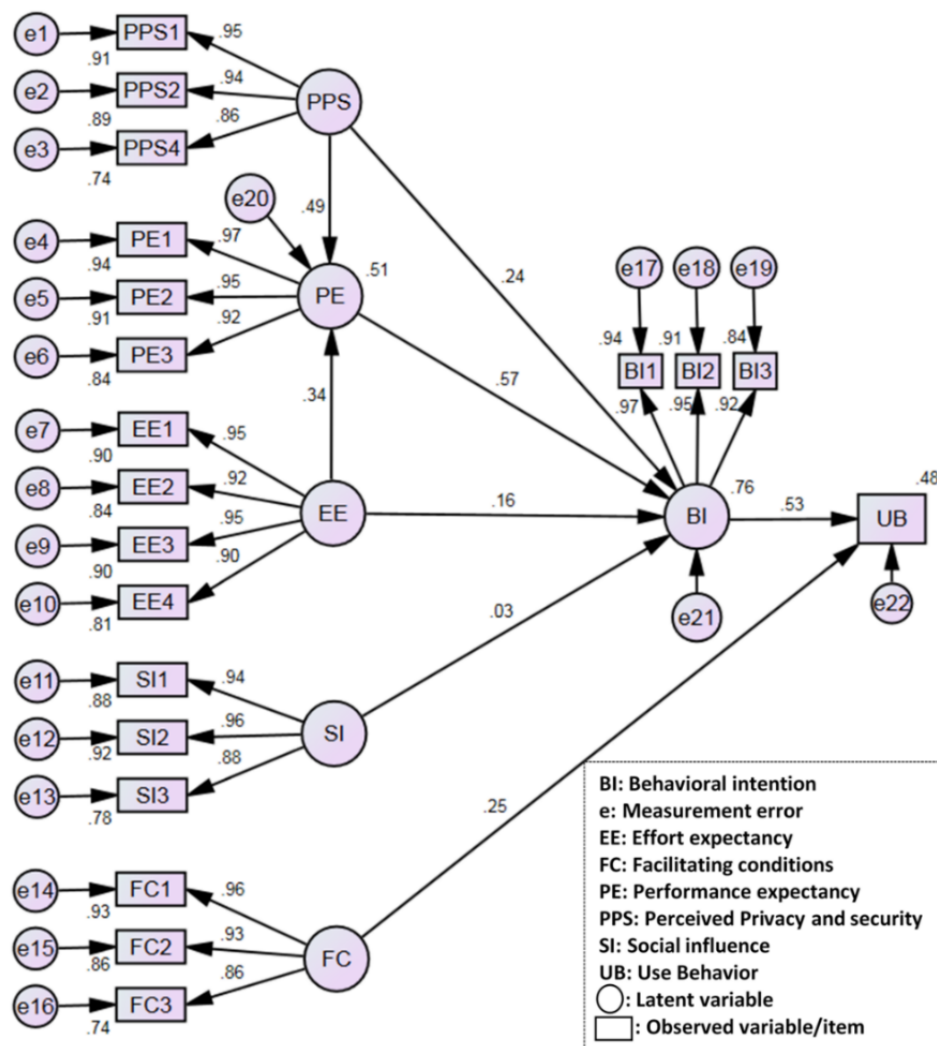 e1 PPS1 .95
.91
e2 PPS2 .94 PPS
.89
e3 PPS4 .86
.74
e20 .49
e4 PE1 .97
.94
e5 PE2 .95 PE .51 .24
.91
e6 PE3 .92
.84
e17 e18 e19
.94 .91 .84
BI1 BI2 BI3
.97 .95 .92
.34 .57
e7 EE1 .95
.90
e8 EE2 .92
.84
EE .16 BI .76 .53 UB .48
e9 EE3 .95
.90
e10 EE4 .90
.81
e21 e22
.03
e11 SI1 .94
.88
e12 SI2 .96 SI
.92
e13 SI3 .88
.78
.25
e14 FC1 .96
.93
e15 FC2 .93 FC
.86
e16 FC3 .86
.74
BI: Behavioral intention
e: Measurement error
EE: Effort expectancy
FC: Facilitating conditions
PE: Performance expectancy
PPS: Perceived Privacy and security
SI: Social influence
UB: Use Behavior
: Latent variable
: Observed variable/item